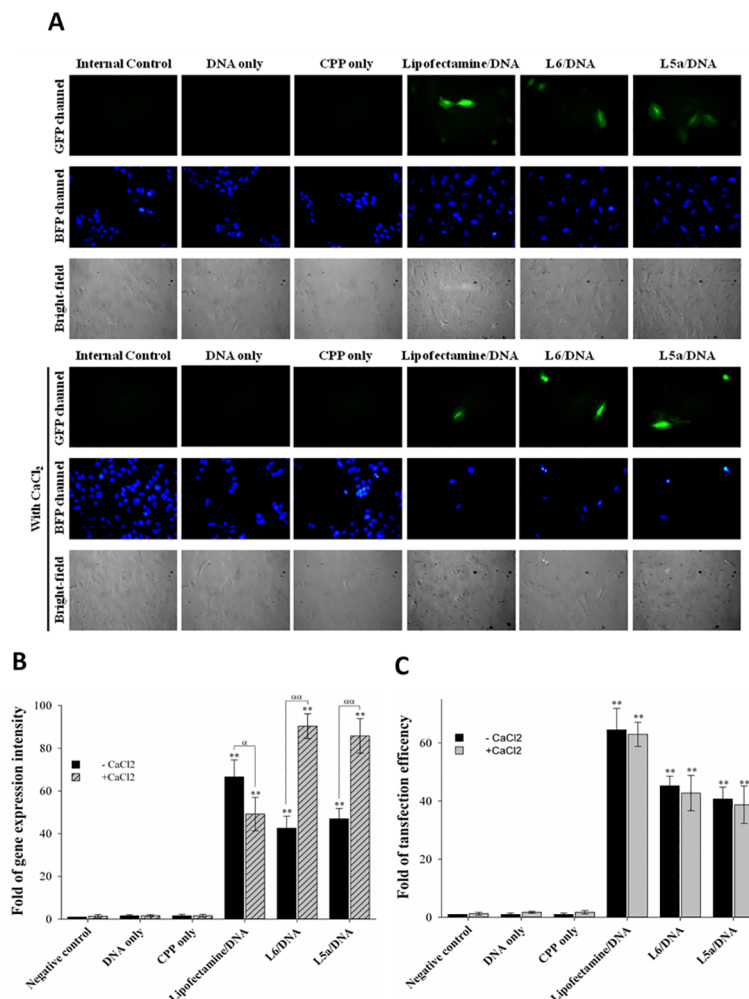 A
Internal Control DNA only CPP only Lipofectamine/DNA L6/DNA L5a/DNA
GFP channel
BFP channel
Bright-field
Internal Control DNA only CPP only Lipofectamine/DNA L6/DNA L5a/DNA
With CaCl2
GFP channel
BFP channel
Bright-field
B
Fold of gene expression intensity
100
80
60
40
20
0
- CaCl2
+CaCl2
** α **
** αα **
** αα **
Negative control DNA only CPP only Lipofectamine/DNA L6/DNA L5a/DNA
C
Fold of tansfection efficency
60
40
20
0
- CaCl2
+CaCl2
** ** ** ** ** **
Negative control DNA only CPP only Lipofectamine/DNA L6/DNA L5a/DNA